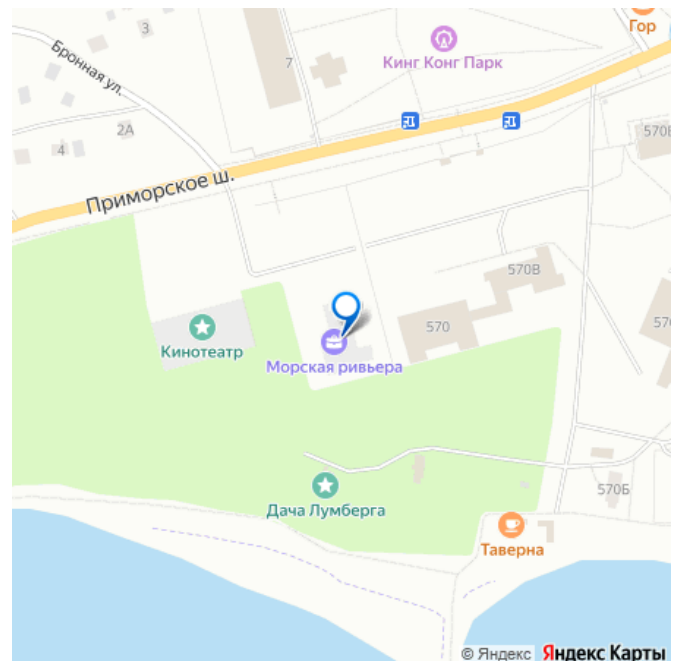 Гор
3
Кинг Конг Парк
Бронная ул.
7
2А
4
570Е
Приморское ш.
570В
570
57
Кинотеатр
Морская ривьера
570Б
Дача Лумберга
Таверна
© Яндекс Яндекс Карты